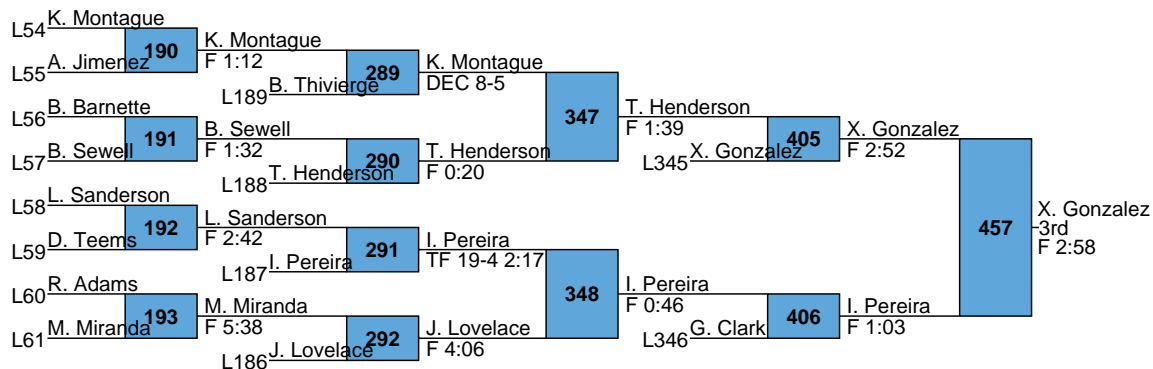 L54 K. Montague
190
K. Montague
F 1:12
L55 A. Jimenez
289
L189 B. Thivierge
K. Montague
DEC 8-5
L56 B. Barnette
191
B. Sewell
F 1:32
L57 B. Sewell
290
L188 T. Henderson
T. Henderson
F 0:20
347
T. Henderson
F 1:39
L345 X. Gonzalez
405
X. Gonzalez
F 2:52
L58 L. Sanderson
192
L. Sanderson
F 2:42
L59 D. Teems
291
L187 I. Pereira
I. Pereira
TF 19-4 2:17
L60 R. Adams
193
M. Miranda
F 5:38
L61 M. Miranda
292
L186 J. Lovelace
J. Lovelace
F 4:06
348
I. Pereira
F 0:46
L346 G. Clark
406
I. Pereira
F 1:03
457
X. Gonzalez
3rd
F 2:58